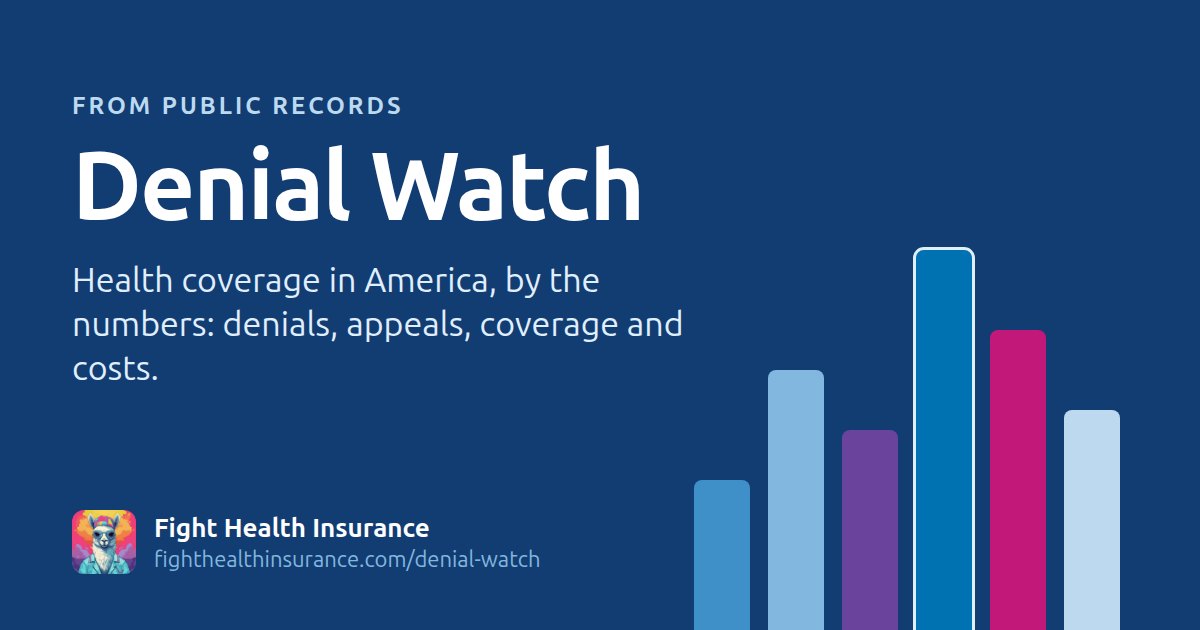 FROM PUBLIC RECORDS
Denial Watch
Health coverage in America, by the
numbers: denials, appeals, coverage and
costs.
Fight Health Insurance
fighthealthinsurance.com/denial-watch